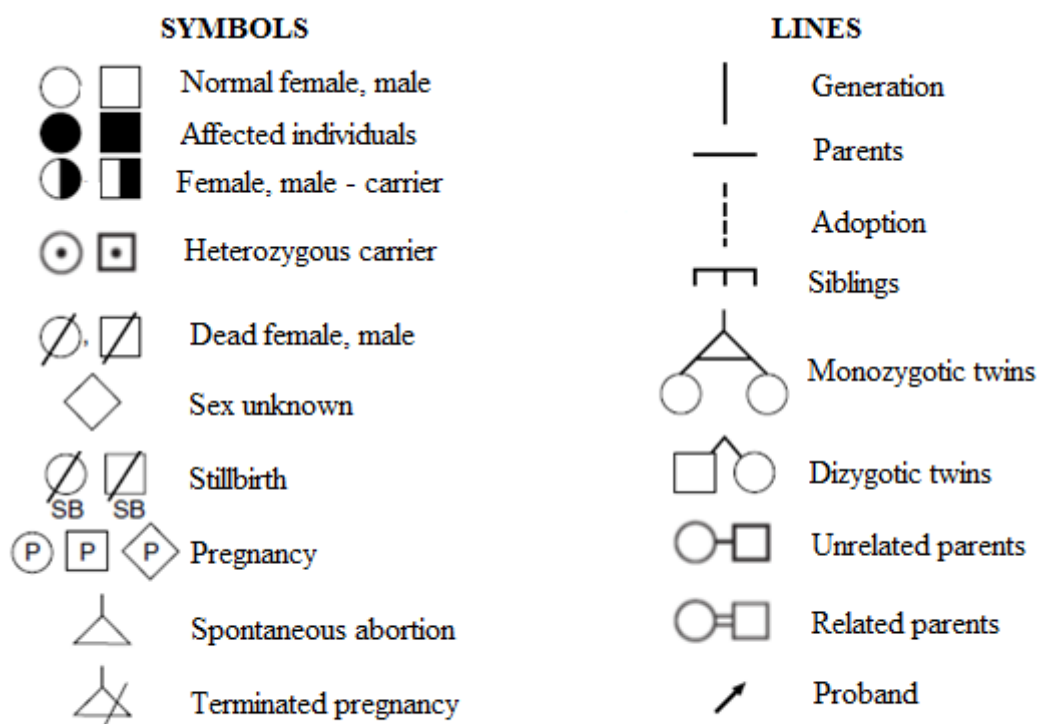 SYMBOLS
Normal female, male
Affected individuals
Female, male - carrier
Heterozygous carrier
, Dead female, male
Sex unknown
Stillbirth
SB SB
P P P Pregnancy
Spontaneous abortion
Terminated pregnancy
LINES
Generation
Parents
Adoption
Siblings
Monozygotic twins
Dizygotic twins
Unrelated parents
Related parents
Proband